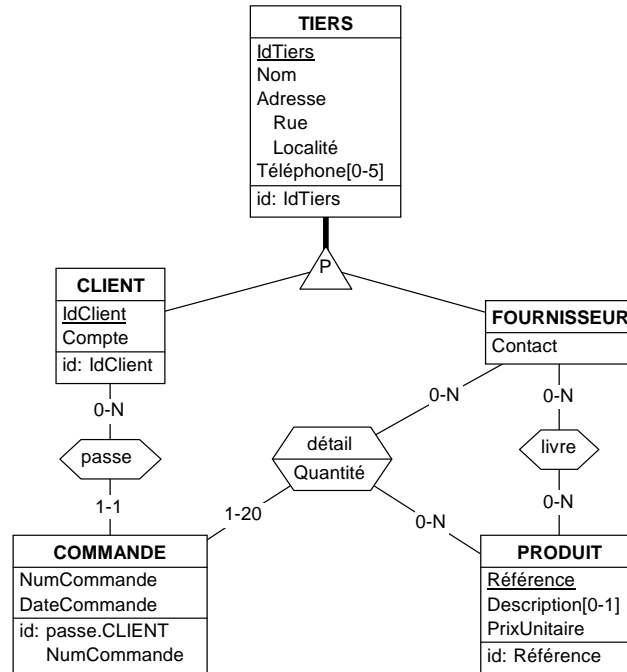 TIERS
IdTiers
Nom
Adresse
Rue
Localité
Téléphone[0-5]
id: IdTiers
P
CLIENT
IdClient
Compte
id: IdClient
FOURNISSEUR
Contact
0-N
0-N
0-N
passe
détail
Quantité
livre
1-1
1-20
0-N
0-N
COMMANDE
NumCommande
DateCommande
id: passe.CLIENT
NumCommande
PRODUIT
Référence
Description[0-1]
PrixUnitaire
id: Référence